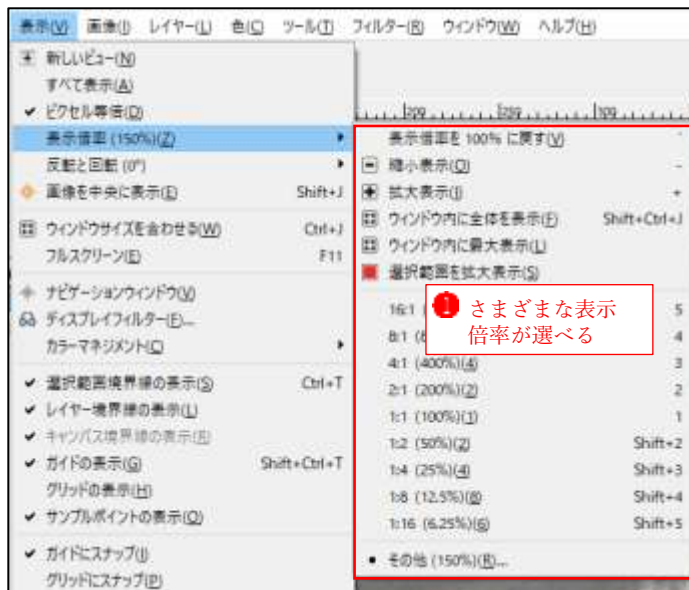 表示(V) 画像(I) レイヤー(L) 色(C) ツール(T) フィルター(R) ウィンドウ(W) ヘルプ(H)
新しいビュー(N)
すべて表示(A)
ピクセル等倍(D)
表示倍率 (150%)(Z)
反転と回転 (0°)
画像を中央に表示(E) Shift+J
ウィンドウサイズを合わせる(W) Ctrl+J
フルスクリーン(E) F11
ナビゲーションウィンドウ(V)
ディスプレイフィルター(F)...
カラーマネジメント(C)
選択範囲境界線の表示(S) Ctrl+T
レイヤー境界線の表示(L)
キャンバス境界線の表示(R)
ガイドの表示(G) Shift+Ctrl+T
グリッドの表示(H)
サンプルポイントの表示(O)
ガイドにスナップ(I)
グリッドにスナップ(P)
200 250 300
表示倍率を 100% に戻す(V) `
縮小表示(O) -
拡大表示(I) +
ウィンドウ内に全体を表示(F) Shift+Ctrl+J
ウィンドウ内に最大表示(L)
選択範囲を拡大表示(S)
16:1 ( 5
8:1 (8 4
4:1 (400%)(4) 3
2:1 (200%)(2) 2
1:1 (100%)(1) 1
1:2 (50%)(2) Shift+2
1:4 (25%)(4) Shift+3
1:8 (12.5%)(8) Shift+4
1:16 (6.25%)(6) Shift+5
その他 (150%)(R)...
1 さまざまな表示
倍率が選べる